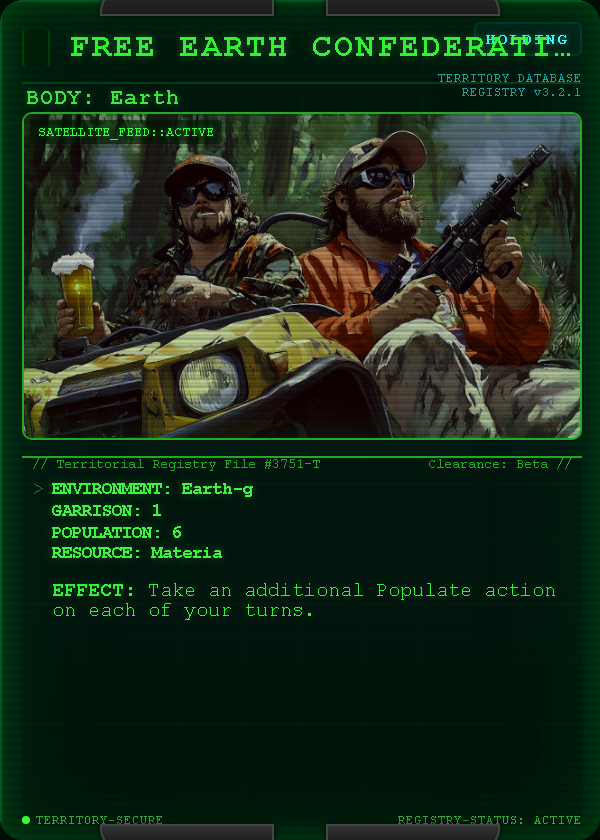 FREE EARTH CONFEDERATI…
HOLDING
TERRITORY DATABASE
REGISTRY v3.2.1
BODY: Earth
SATELLITE_FEED::ACTIVE
// Territorial Registry File #3751-T
Clearance: Beta //
> ENVIRONMENT: Earth-g
GARRISON: 1
POPULATION: 6
RESOURCE: Materia
EFFECT: Take an additional Populate action
on each of your turns.
TERRITORY-SECURE
REGISTRY-STATUS: ACTIVE